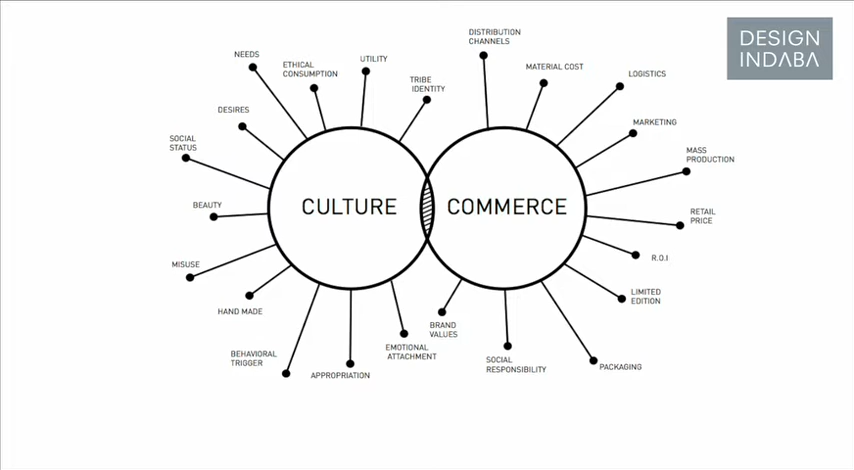 DESIGN
INDABA
DISTRIBUTION
CHANNELS
NEEDS
ETHICAL
CONSUMPTION
UTILITY
TRIBE
IDENTITY
MATERIAL COST
LOGISTICS
DESIRES
MARKETING
SOCIAL
STATUS
MASS
PRODUCTION
BEAUTY
CULTURE
COMMERCE
RETAIL
PRICE
MISUSE
R.O.I
HAND MADE
LIMITED
EDITION
BRAND
VALUES
BEHAVIORAL
TRIGGER
EMOTIONAL
ATTACHMENT
APPROPRIATION
SOCIAL
RESPONSIBILITY
PACKAGING